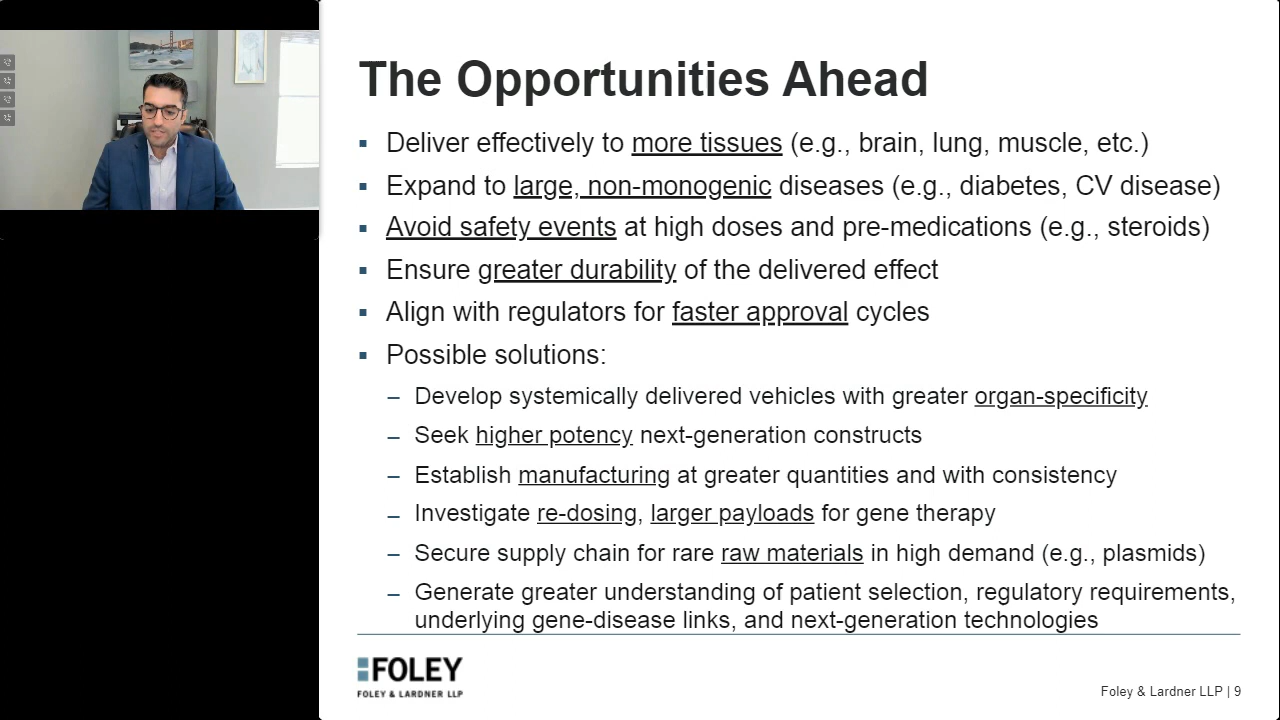 The Opportunities Ahead
▪ Deliver effectively to more tissues (e.g., brain, lung, muscle, etc.)
▪ Expand to large, non-monogenic diseases (e.g., diabetes, CV disease)
▪ Avoid safety events at high doses and pre-medications (e.g., steroids)
▪ Ensure greater durability of the delivered effect
▪ Align with regulators for faster approval cycles
▪ Possible solutions:
– Develop systemically delivered vehicles with greater organ-specificity
– Seek higher potency next-generation constructs
– Establish manufacturing at greater quantities and with consistency
– Investigate re-dosing, larger payloads for gene therapy
– Secure supply chain for rare raw materials in high demand (e.g., plasmids)
– Generate greater understanding of patient selection, regulatory requirements,
underlying gene-disease links, and next-generation technologies
FOLEY
FOLEY & LARDNER LLP
Foley & Lardner LLP | 9